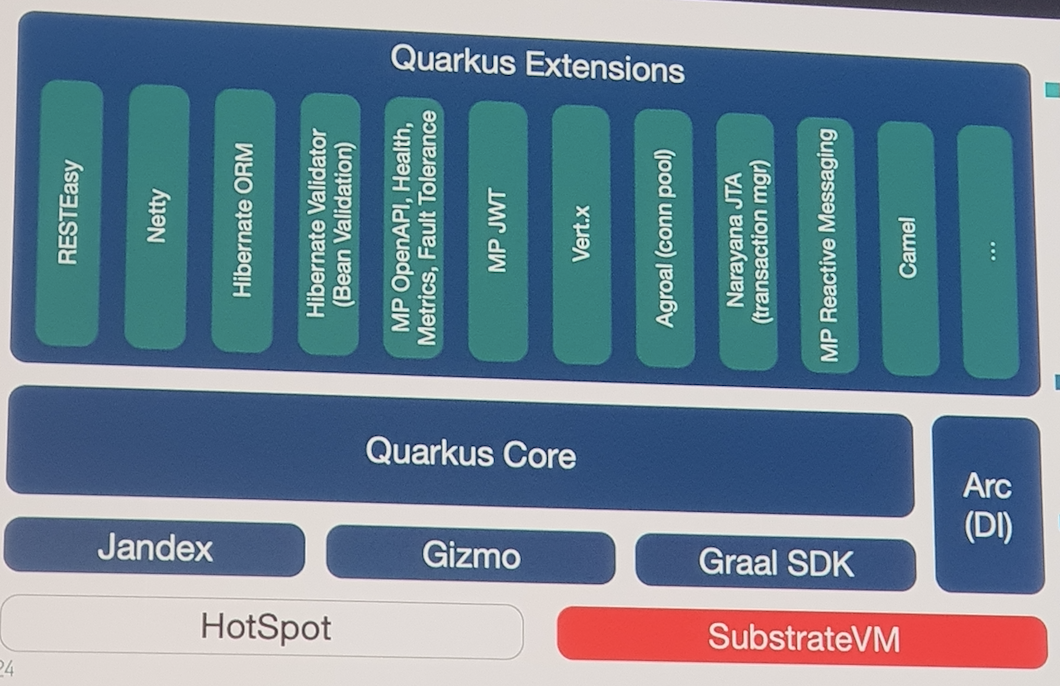 Quarkus Extensions
RESTEasy
Netty
Hibernate ORM
Hibernate Validator
(Bean Validation)
MP OpenAPI, Health,
Metrics, Fault Tolerance
MP JWT
Vert.x
Agroal (conn pool)
Narayana JTA
(transaction mgr)
MP Reactive Messaging
Camel
...
Quarkus Core
Arc
(DI)
Jandex
Gizmo
Graal SDK
HotSpot
SubstrateVM
24